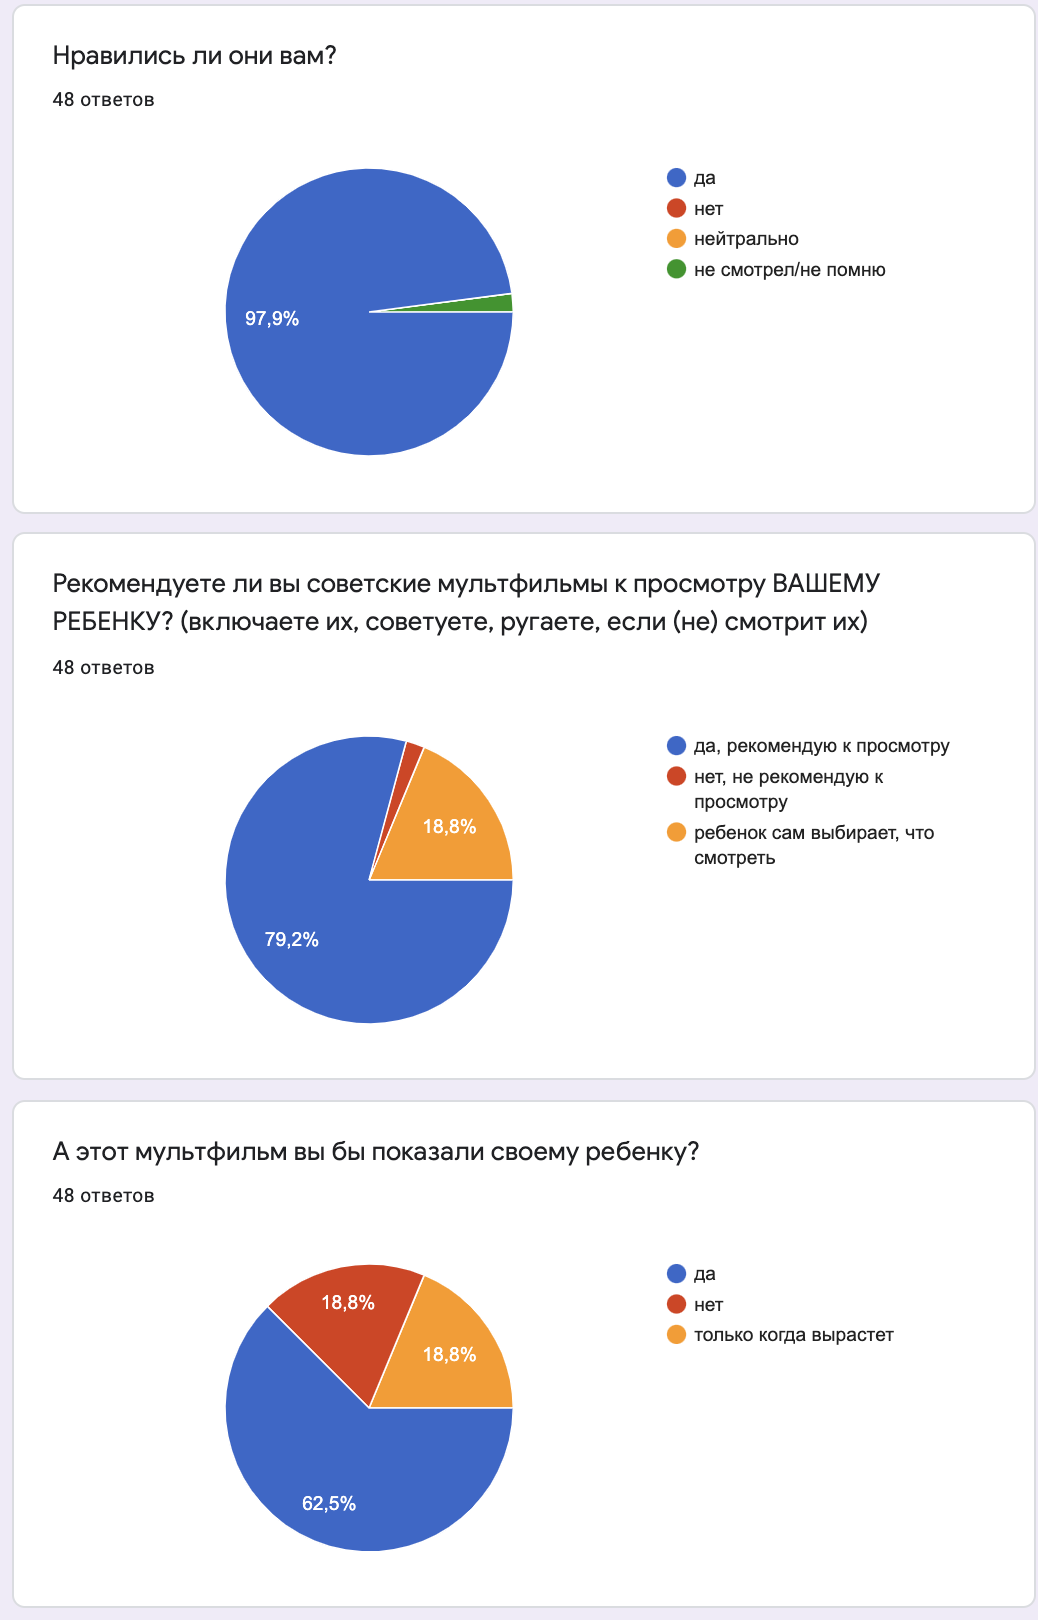 Нравились ли они вам?
48 ответов
97,9%
да
нет
нейтрально
не смотрел/не помню
Рекомендуете ли вы советские мультфильмы к просмотру ВАШЕМУ
РЕБЕНКУ? (включаете их, советуете, ругаете, если (не) смотрит их)
48 ответов
18,8%
79,2%
да, рекомендую к просмотру
нет, не рекомендую к
просмотру
ребенок сам выбирает, что
смотреть
А этот мультфильм вы бы показали своему ребенку?
48 ответов
18,8%
18,8%
62,5%
да
нет
только когда вырастет